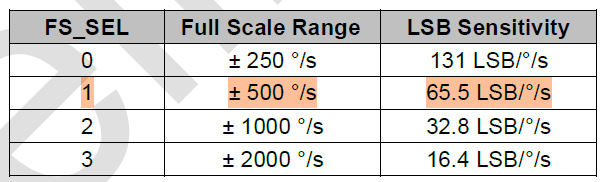 FS_SEL Full Scale Range LSB Sensitivity
0 ± 250 °/s 131 LSB/°/s
1 ± 500 °/s 65.5 LSB/°/s
2 ± 1000 °/s 32.8 LSB/°/s
3 ± 2000 °/s 16.4 LSB/°/s